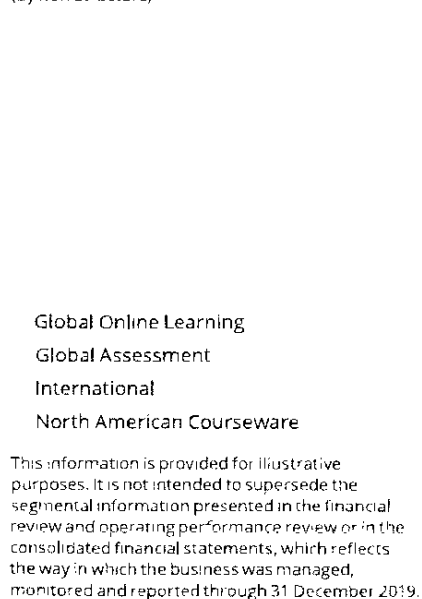 Global Online Learning
Global Assessment
International
North American Courseware
This information is provided for illustrative
purposes. It is not intended to supersede the
segmental information presented in the financial
review and operating performance review or in the
consolidated financial statements, which reflects
the way in which the business was managed,
monitored and reported through 31 December 2019.